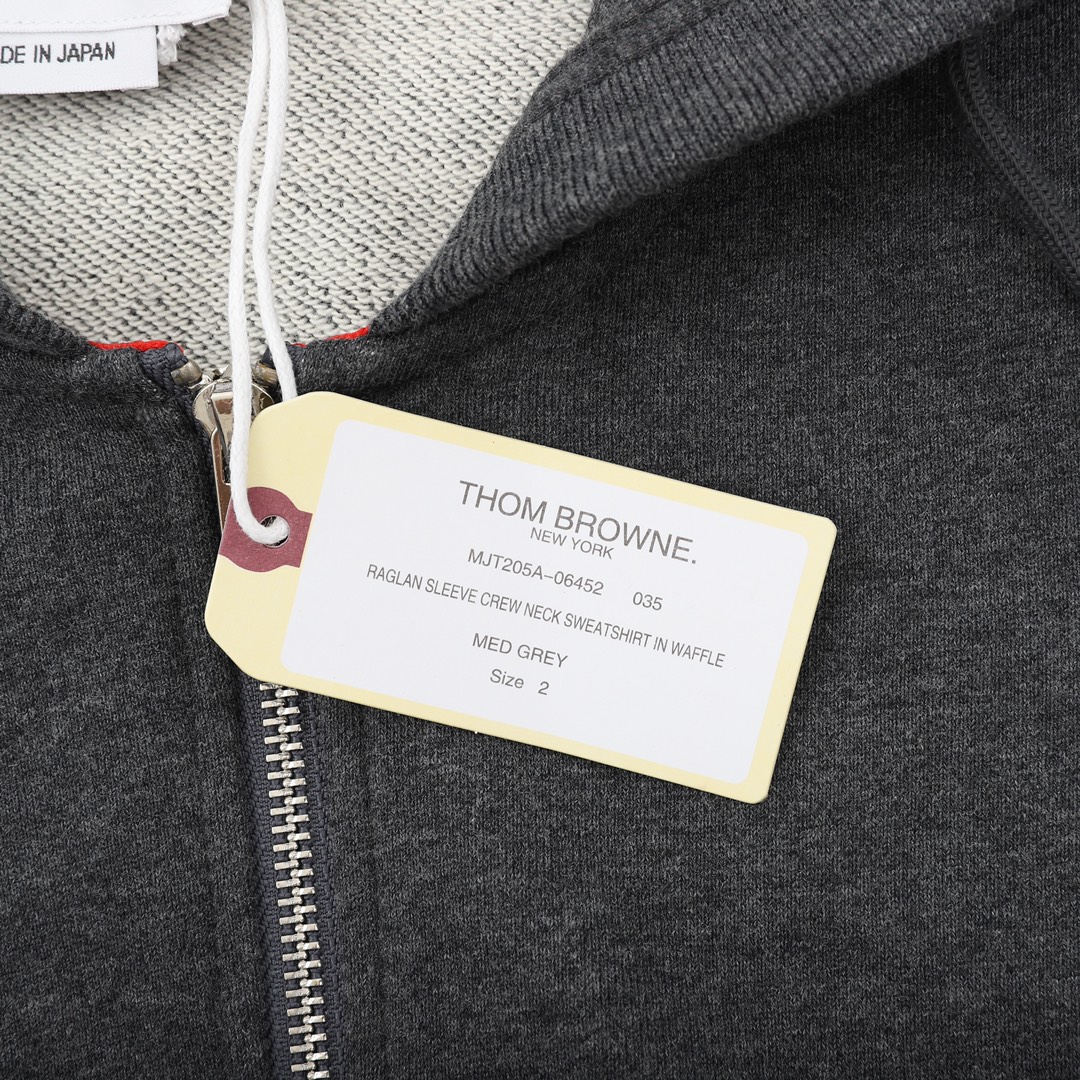 DE IN JAPAN
THOM BROWNE.
NEW YORK
MJT205A-06452 035
RAGLAN SLEEVE CREW NECK SWEATSHIRT IN WAFFLE
MED GREY
Size 2